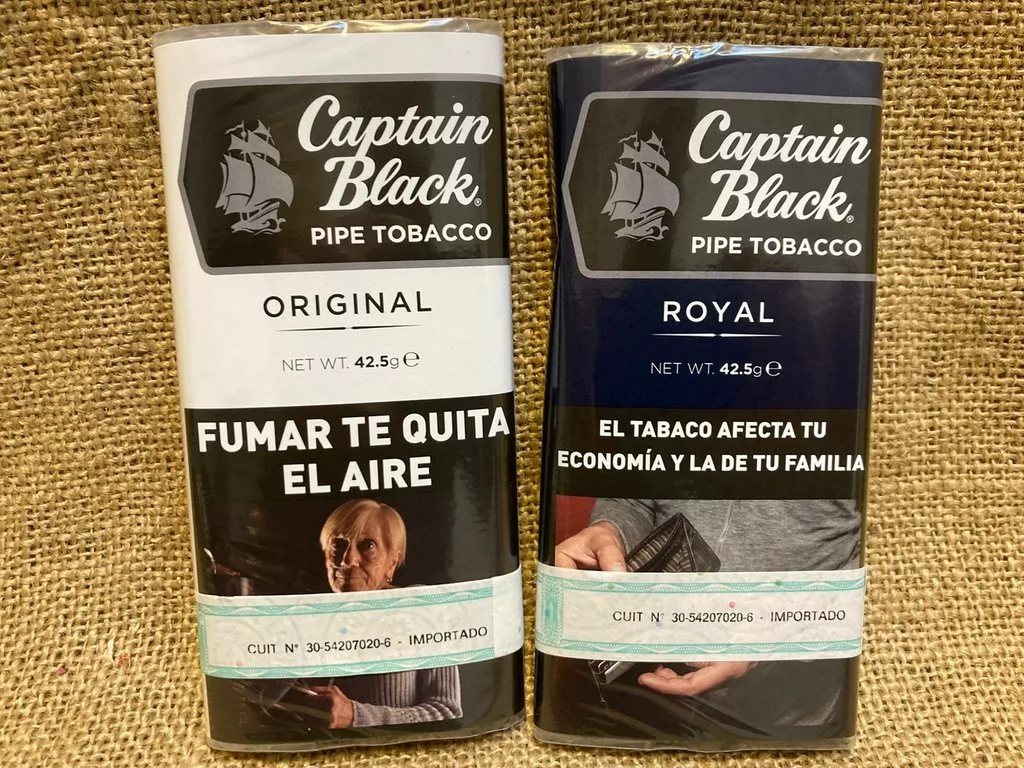 Captain
Black®
PIPE TOBACCO
ORIGINAL
NET WT. 42.5g ℮
FUMAR TE QUITA
EL AIRE
CUIT N° 30-54207020-6 - IMPORTADO
Captain
Black®
PIPE TOBACCO
ROYAL
NET WT. 42.5g ℮
EL TABACO AFECTA TU
ECONOMÍA Y LA DE TU FAMILIA
CUIT N° 30-54207020-6 - IMPORTADO